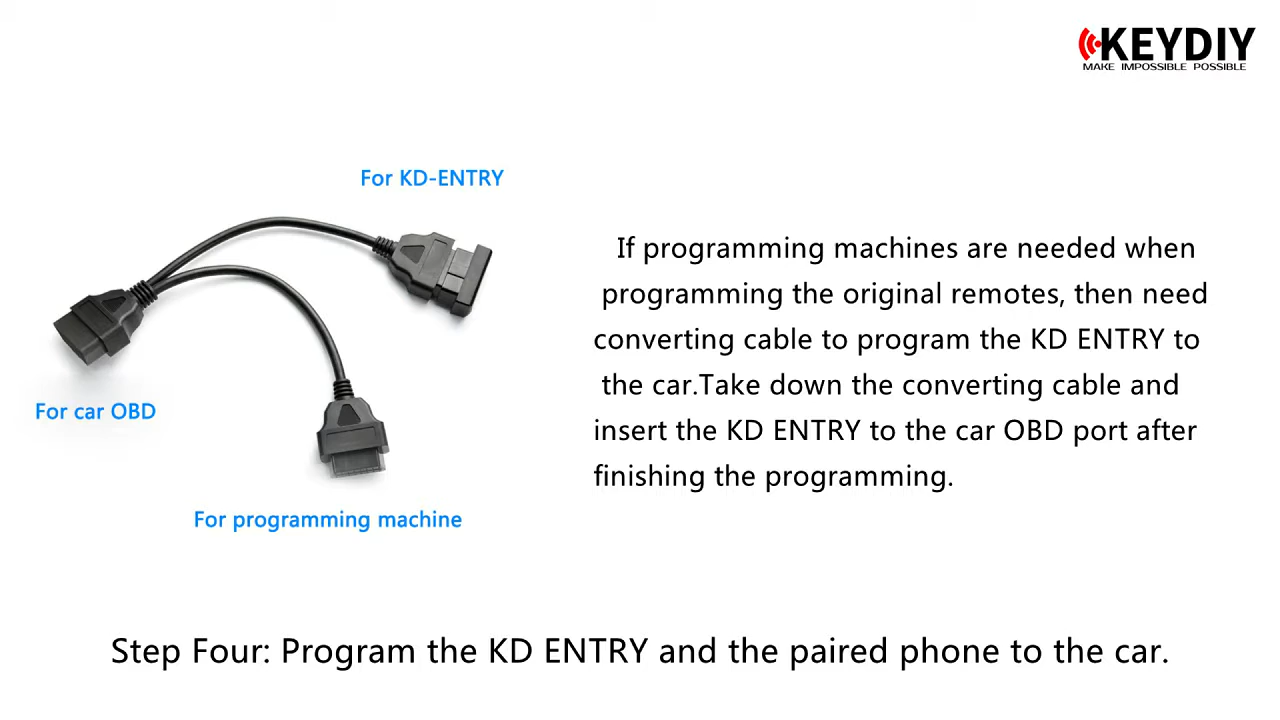 KEYDIY
MAKE IMPOSSIBLE POSSIBLE
For KD-ENTRY
For car OBD
For programming machine
If programming machines are needed when
programming the original remotes, then need
converting cable to program the KD ENTRY to
the car.Take down the converting cable and
insert the KD ENTRY to the car OBD port after
finishing the programming.
Step Four: Program the KD ENTRY and the paired phone to the car.